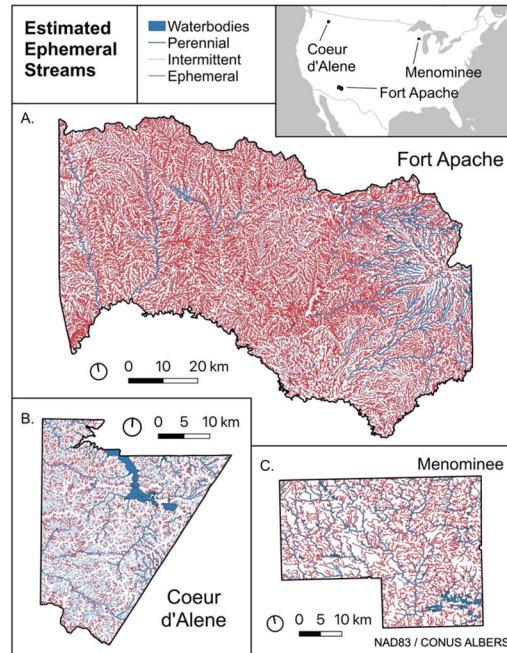 Estimated
Ephemeral
Streams
Waterbodies
Perennial
Intermittent
Ephemeral
Coeur
d'Alene
Menominee
Fort Apache
A.
Fort Apache
0 10 20 km
B.
0 5 10 km
Coeur
d'Alene
C.
Menominee
0 5 10 km
NAD83 / CONUS ALBERS